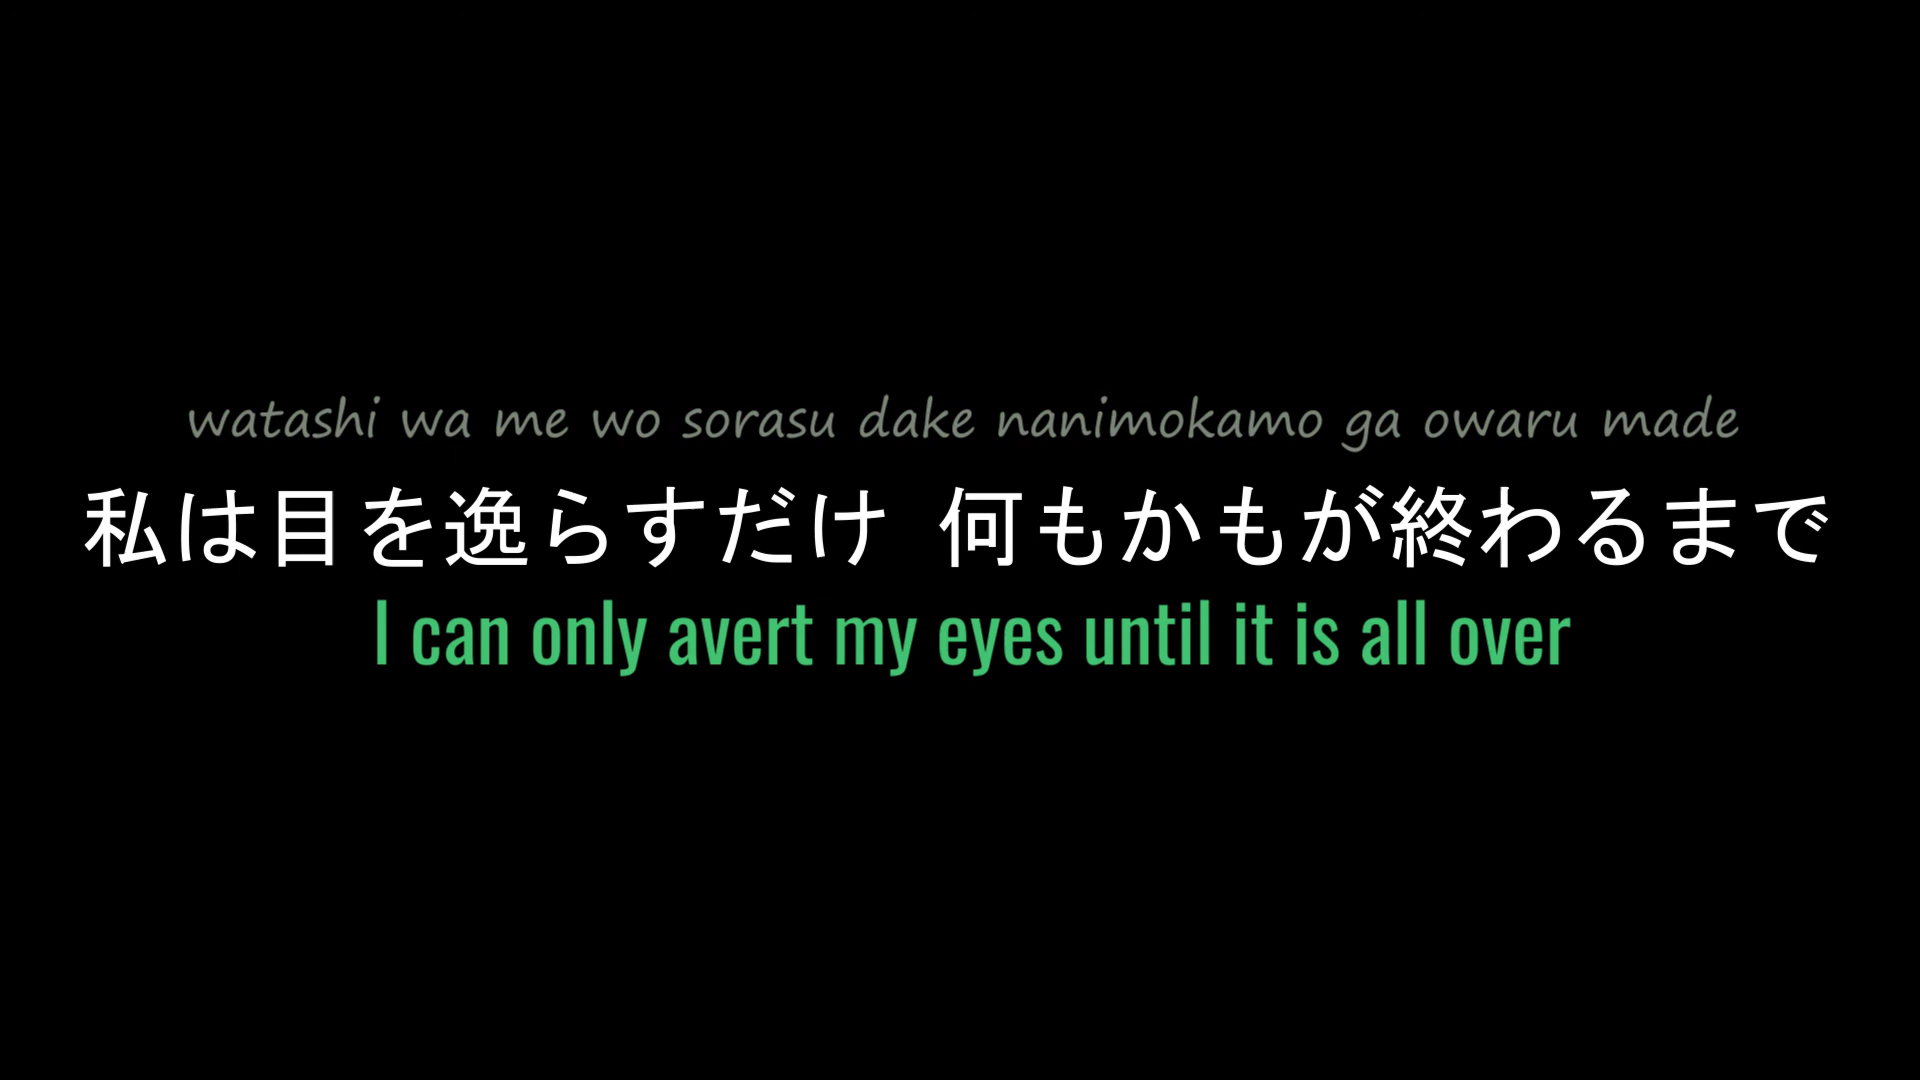 watashi wa me wo sorasu dake nanimokamo ga owaru made
私は目を逸らすだけ 何もかもが終わるまで
I can only avert my eyes until it is all over